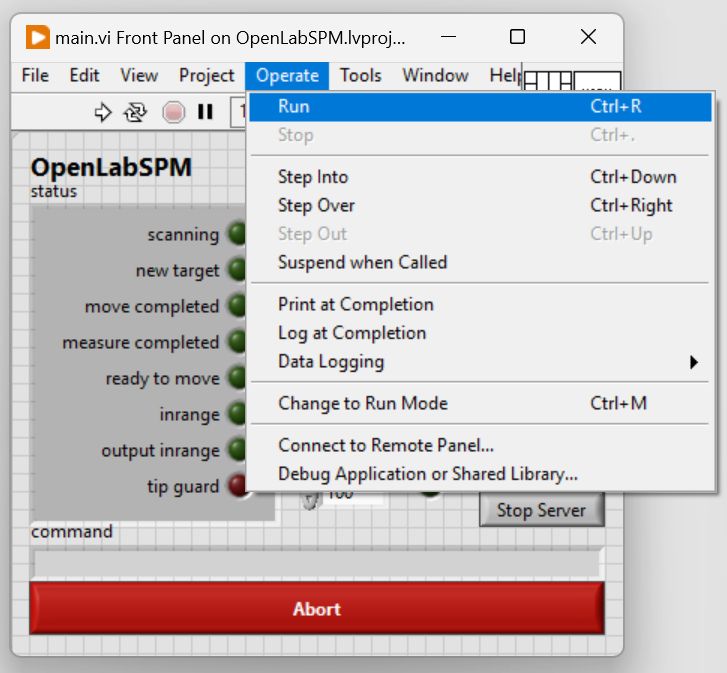 main.vi Front Panel on OpenLabSPM.lvproj...
File Edit View Project Operate Tools Window Help
Run Ctrl+R
Stop Ctrl+.
Step Into Ctrl+Down
Step Over Ctrl+Right
Step Out Ctrl+Up
Suspend when Called
Print at Completion
Log at Completion
Data Logging
Change to Run Mode Ctrl+M
Connect to Remote Panel...
Debug Application or Shared Library...
OpenLabSPM
status
scanning
new target
move completed
measure completed
ready to move
inrange
output inrange
tip guard
100
Stop Server
command
Abort